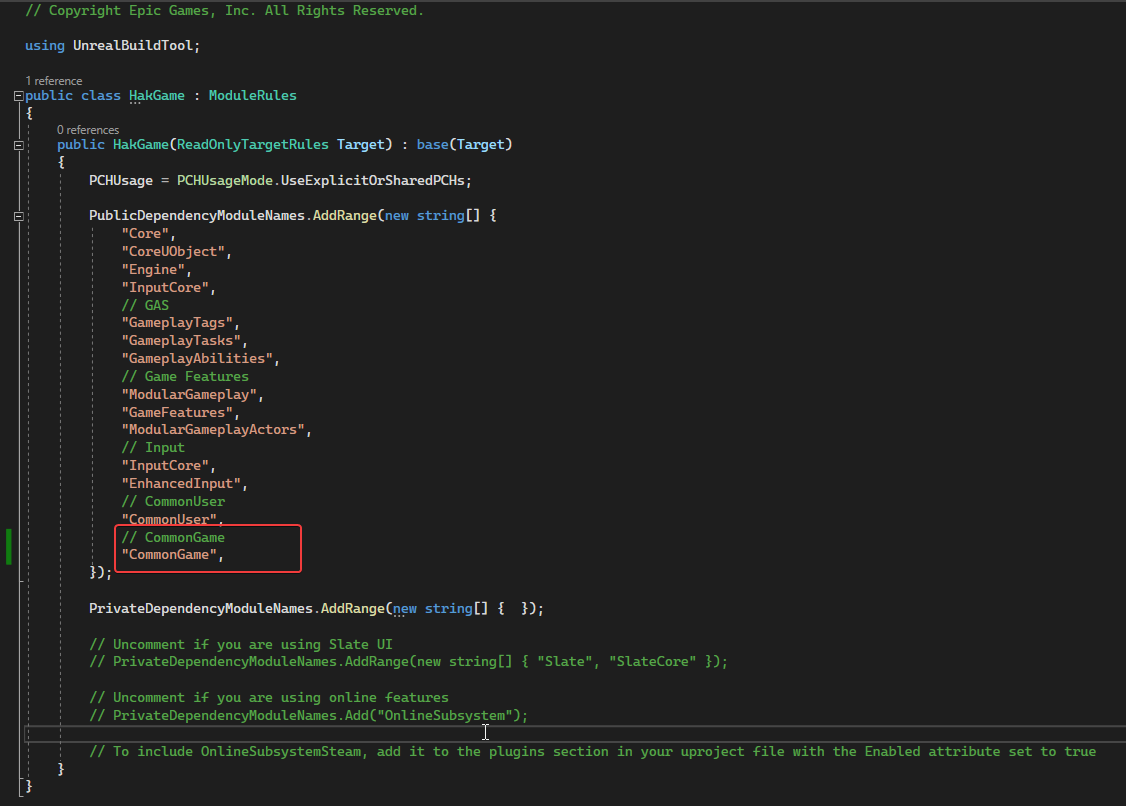 // Copyright Epic Games, Inc. All Rights Reserved.
using UnrealBuildTool;
1 reference
public class HakGame : ModuleRules
{
0 references
public HakGame(ReadOnlyTargetRules Target) : base(Target)
{
PCHUsage = PCHUsageMode.UseExplicitOrSharedPCHs;
PublicDependencyModuleNames.AddRange(new string[] {
"Core",
"CoreUObject",
"Engine",
"InputCore",
// GAS
"GameplayTags",
"GameplayTasks",
"GameplayAbilities",
// Game Features
"ModularGameplay",
"GameFeatures",
"ModularGameplayActors",
// Input
"InputCore",
"EnhancedInput",
// CommonUser
"CommonUser",
// CommonGame
"CommonGame",
});
PrivateDependencyModuleNames.AddRange(new string[] {  });
// Uncomment if you are using Slate UI
// PrivateDependencyModuleNames.AddRange(new string[] { "Slate", "SlateCore" });
// Uncomment if you are using online features
// PrivateDependencyModuleNames.Add("OnlineSubsystem");
// To include OnlineSubsystemSteam, add it to the plugins section in your uproject file with the Enabled attribute set to true
}
}